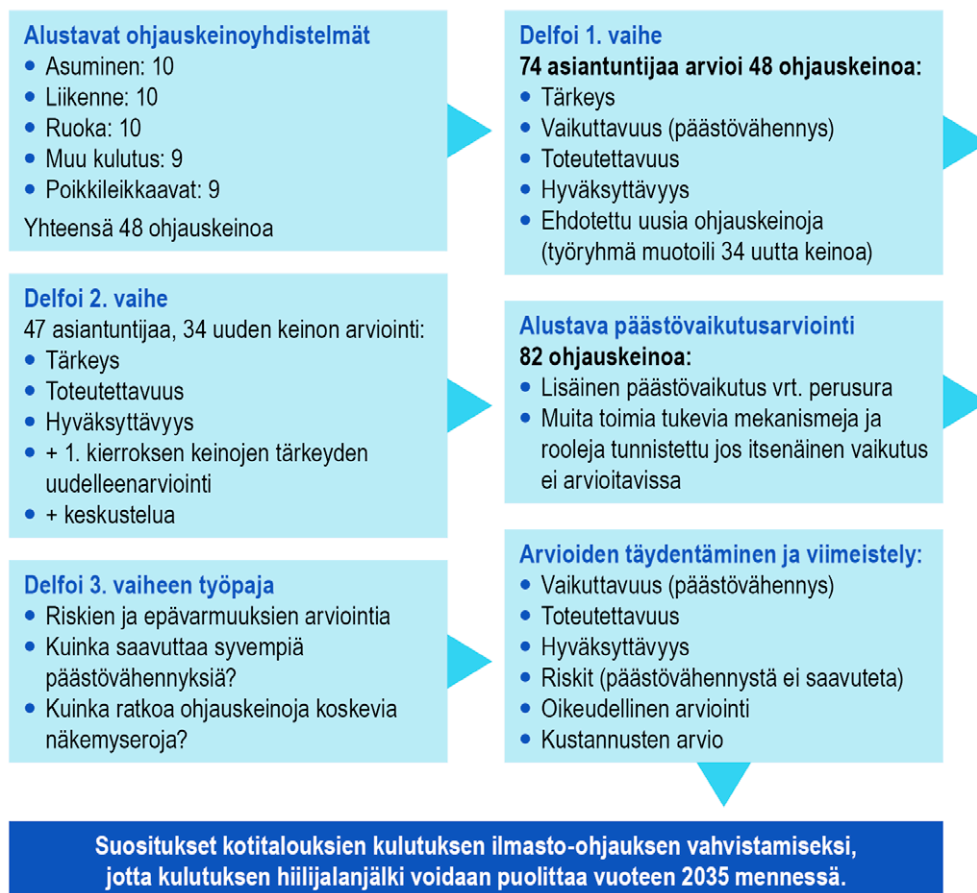 Alustavat ohjauskeinoyhdistelmät
• Asuminen: 10
• Liikenne: 10
• Ruoka: 10
• Muu kulutus: 9
• Poikkileikkaavat: 9
Yhteensä 48 ohjauskeinoa
Delfoi 1. vaihe
74 asiantuntijaa arvioi 48 ohjauskeinoa:
• Tärkeys
• Vaikuttavuus (päästövähennys)
• Toteutettavuus
• Hyväksyttävyys
• Ehdotettu uusia ohjauskeinoja
(työryhmä muotoili 34 uutta keinoa)
Delfoi 2. vaihe
47 asiantuntijaa, 34 uuden keinon arviointi:
• Tärkeys
• Toteutettavuus
• Hyväksyttävyys
• + 1. kierroksen keinojen tärkeyden
uudelleenarviointi
• + keskustelua
Alustava päästövaikutusarviointi
82 ohjauskeinoa:
• Lisäinen päästövaikutus vrt. perusura
• Muita toimia tukevia mekanismeja ja
rooleja tunnistettu jos itsenäinen vaikutus
ei arvioitavissa
Delfoi 3. vaiheen työpaja
• Riskien ja epävarmuuksien arviointia
• Kuinka saavuttaa syvempiä
päästövähennyksiä?
• Kuinka ratkoa ohjauskeinoja koskevia
näkemyseroja?
Arvioiden täydentäminen ja viimeistely:
• Vaikuttavuus (päästövähennys)
• Toteutettavuus
• Hyväksyttävyys
• Riskit (päästövähennystä ei saavuteta)
• Oikeudellinen arviointi
• Kustannusten arvio
Suositukset kotitalouksien kulutuksen ilmasto-ohjauksen vahvistamiseksi,
jotta kulutuksen hiilijalanjälki voidaan puolittaa vuoteen 2035 mennessä.